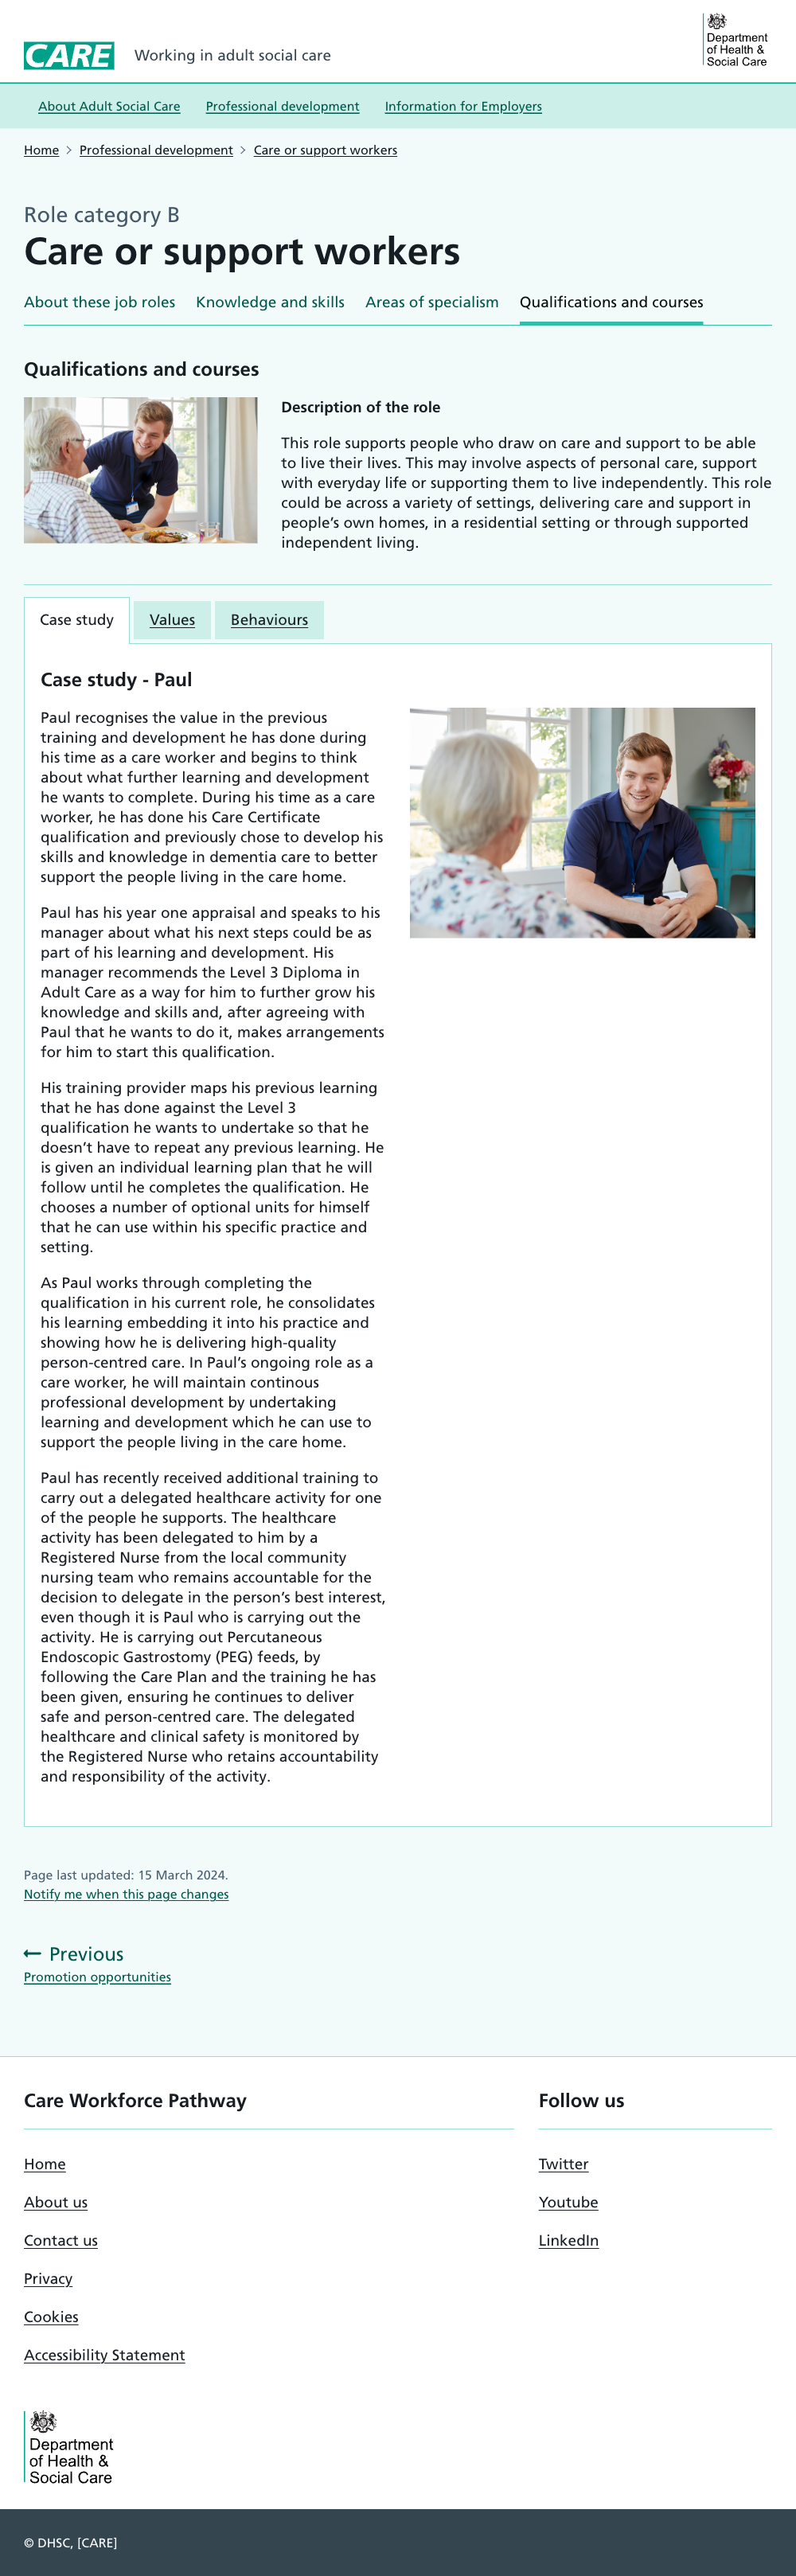 CARE
Working in adult social care
Department
of Health &
Social Care
About Adult Social Care Professional development Information for Employers
Home Professional development Care or support workers
Role category B
Care or support workers
About these job roles Knowledge and skills Areas of specialism Qualifications and courses
Qualifications and courses
Description of the role
This role supports people who draw on care and support to be able
to live their lives. This may involve aspects of personal care, support
with everyday life or supporting them to live independently. This role
could be across a variety of settings, delivering care and support in
people’s own homes, in a residential setting or through supported
independent living.
Case study Values Behaviours
Case study - Paul
Paul recognises the value in the previous
training and development he has done during
his time as a care worker and begins to think
about what further learning and development
he wants to complete. During his time as a care
worker, he has done his Care Certificate
qualification and previously chose to develop his
skills and knowledge in dementia care to better
support the people living in the care home.
Paul has his year one appraisal and speaks to his
manager about what his next steps could be as
part of his learning and development. His
manager recommends the Level 3 Diploma in
Adult Care as a way for him to further grow his
knowledge and skills and, after agreeing with
Paul that he wants to do it, makes arrangements
for him to start this qualification.
His training provider maps his previous learning
that he has done against the Level 3
qualification he wants to undertake so that he
doesn’t have to repeat any previous learning. He
is given an individual learning plan that he will
follow until he completes the qualification. He
chooses a number of optional units for himself
that he can use within his specific practice and
setting.
As Paul works through completing the
qualification in his current role, he consolidates
his learning embedding it into his practice and
showing how he is delivering high-quality
person-centred care. In Paul’s ongoing role as a
care worker, he will maintain continous
professional development by undertaking
learning and development which he can use to
support the people living in the care home.
Paul has recently received additional training to
carry out a delegated healthcare activity for one
of the people he supports. The healthcare
activity has been delegated to him by a
Registered Nurse from the local community
nursing team who remains accountable for the
decision to delegate in the person’s best interest,
even though it is Paul who is carrying out the
activity. He is carrying out Percutaneous
Endoscopic Gastrostomy (PEG) feeds, by
following the Care Plan and the training he has
been given, ensuring he continues to deliver
safe and person-centred care. The delegated
healthcare and clinical safety is monitored by
the Registered Nurse who retains accountability
and responsibility of the activity.
Page last updated: 15 March 2024.
Notify me when this page changes
Previous
Promotion opportunities
Care Workforce Pathway
Home
About us
Contact us
Privacy
Cookies
Accessibility Statement
Follow us
Twitter
Youtube
LinkedIn
Department
of Health &
Social Care
© DHSC, [CARE]